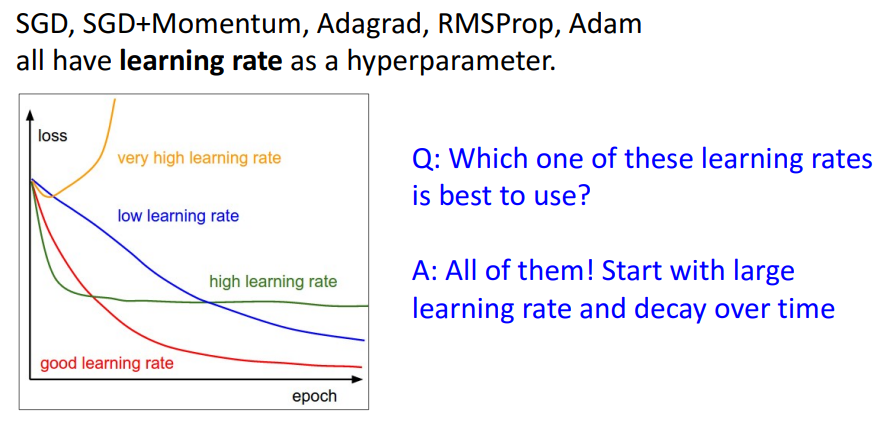 SGD, SGD+Momentum, Adagrad, RMSProp, Adam
all have learning rate as a hyperparameter.
loss
very high learning rate
low learning rate
high learning rate
good learning rate
epoch
Q: Which one of these learning rates
is best to use?
A: All of them! Start with large
learning rate and decay over time